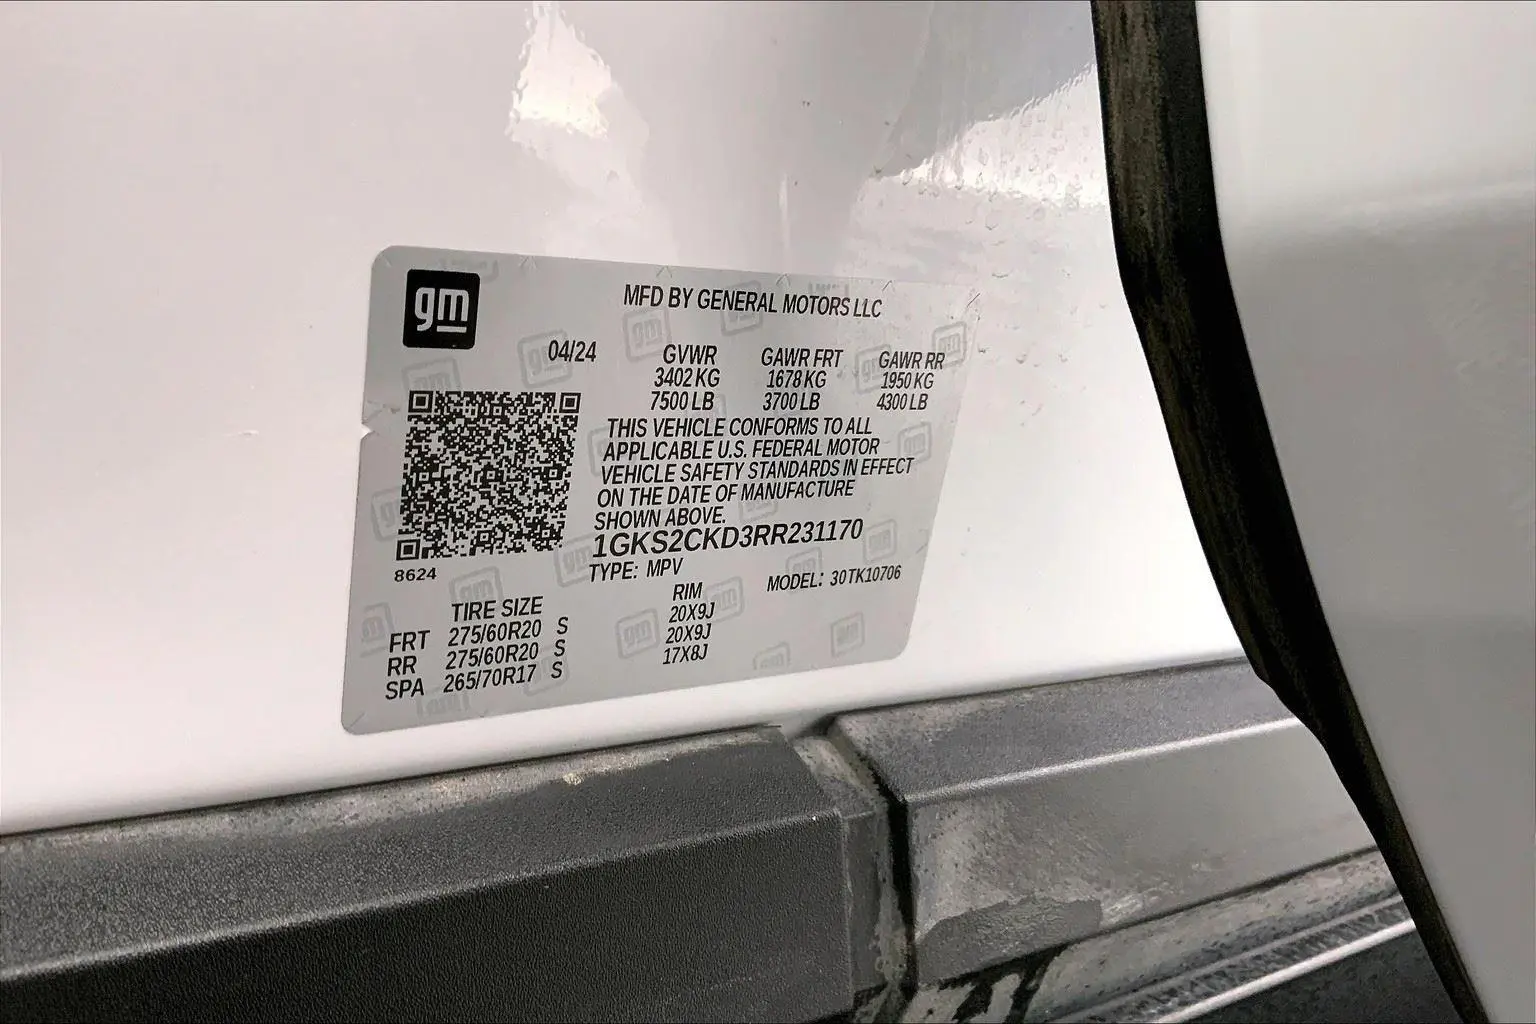 gm
MFD BY GENERAL MOTORS LLC
04/24 GVWR GAWR FRT GAWR RR
3402 KG 1678 KG 1950 KG
7500 LB 3700 LB 4300 LB
THIS VEHICLE CONFORMS TO ALL
APPLICABLE U.S. FEDERAL MOTOR
VEHICLE SAFETY STANDARDS IN EFFECT
ON THE DATE OF MANUFACTURE
SHOWN ABOVE.
1GKS2CKD3RR231170
8624
TYPE: MPV MODEL: 30TK10706
TIRE SIZE RIM
FRT 275/60R20 S 20X9J
RR 275/60R20 S 20X9J
SPA 265/70R17 S 17X8J